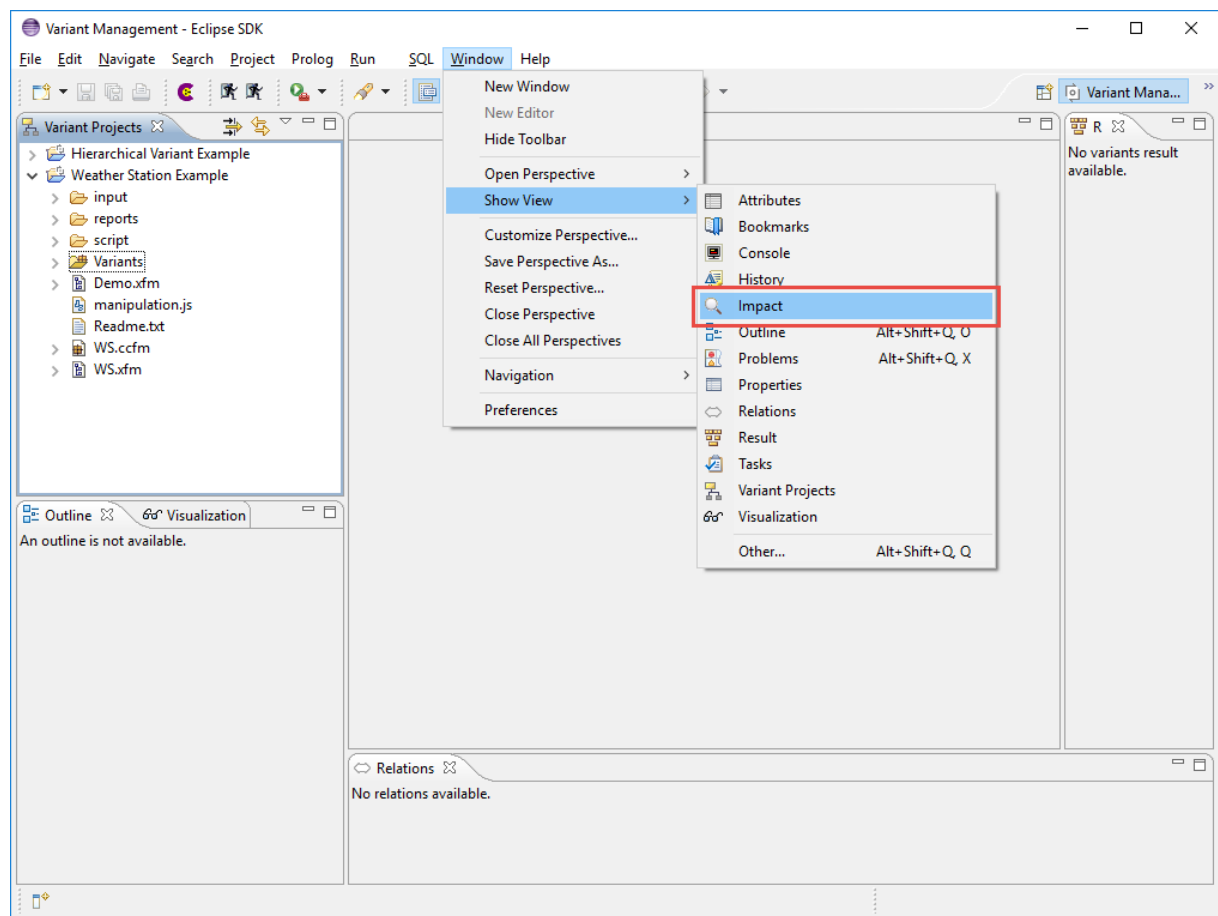 Variant Management - Eclipse SDK
File Edit Navigate Search Project Prolog Run SQL Window Help
Variant Mana...
»
Variant Projects
Hierarchical Variant Example
Weather Station Example
input
reports
script
Variants
Demo.xfm
manipulation.js
Readme.txt
WS.ccfm
WS.xfm
New Window
New Editor
Hide Toolbar
Open Perspective
Show View
Customize Perspective...
Save Perspective As...
Reset Perspective...
Close Perspective
Close All Perspectives
Navigation
Preferences
Attributes
Bookmarks
Console
History
Impact
Outline Alt+Shift+Q, O
Problems Alt+Shift+Q, X
Properties
Relations
Result
Tasks
Variant Projects
Visualization
Other... Alt+Shift+Q, Q
R
No variants result
available.
Outline Visualization
An outline is not available.
Relations
No relations available.